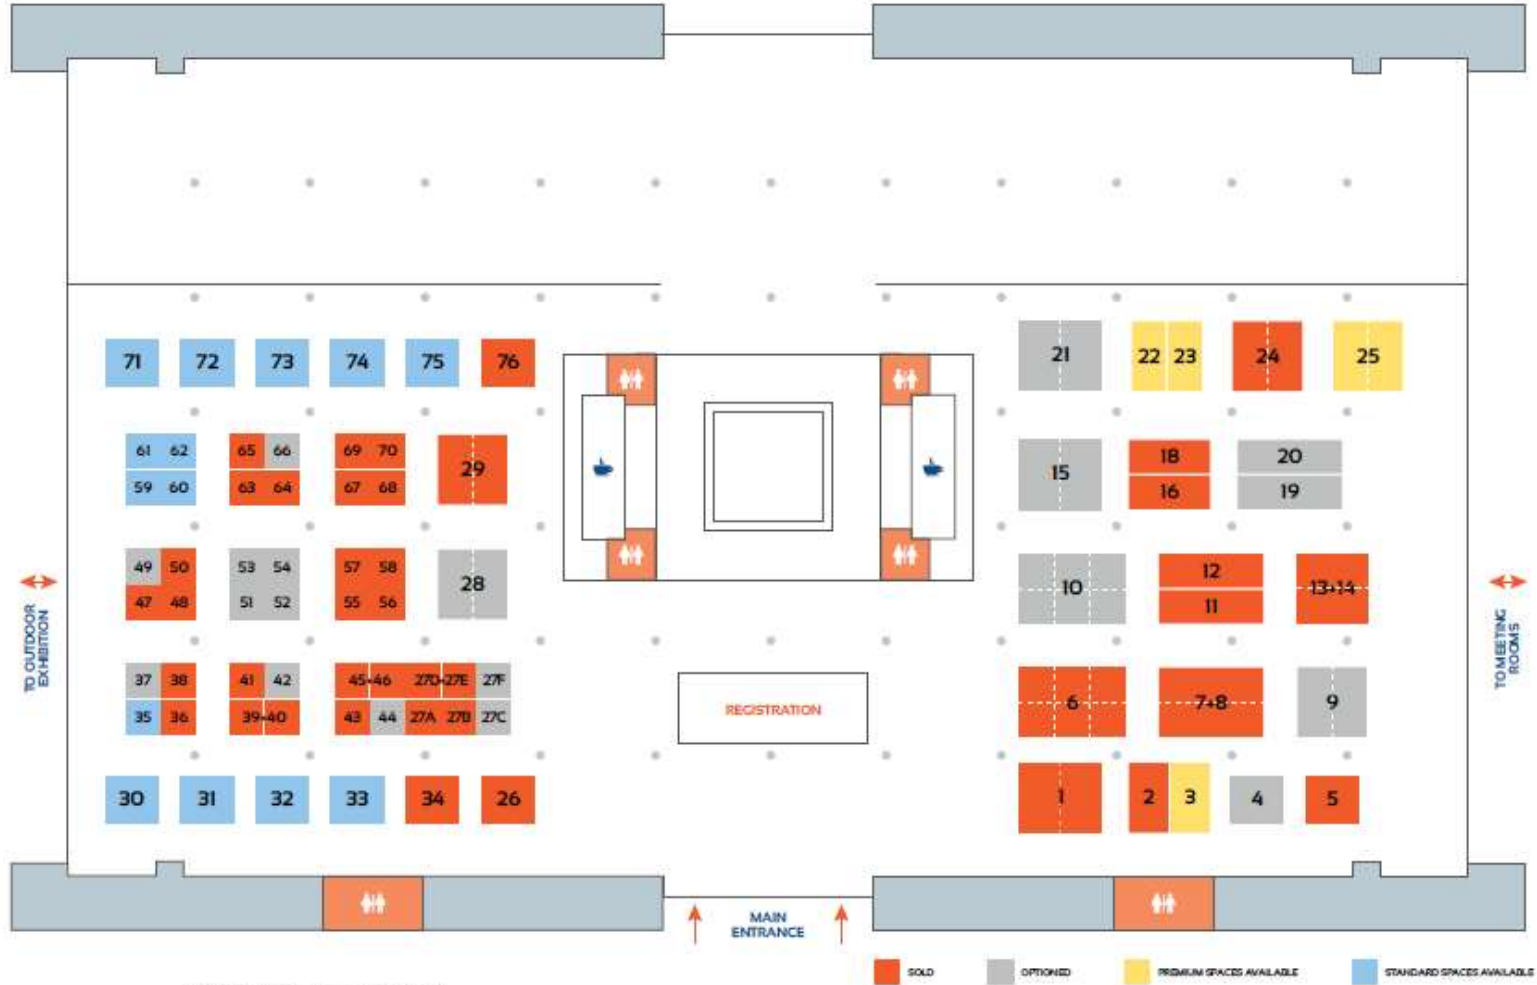 21 22 23 24 25
71 72 73 74 75 76
61 62 65 66 69 70 29
59 60 63 64 67 68
15 18 20
16 19
49 50 53 54 57 58 28
47 48 51 52 55 56
10 12 13+14
11
TO OUTDOOR
EXHIBITION
TO MEETING
ROOMS
37 38 41 42 45+46 27D+27E 27F
35 36 39+40 43 44 27A 27B 27C
REGISTRATION
6 7+8 9
30 31 32 33 34 26
1 2 3 4 5
MAIN
ENTRANCE
SOLD OPTIONED PREMIUM SPACES AVAILABLE STANDARD SPACES AVAILABLE